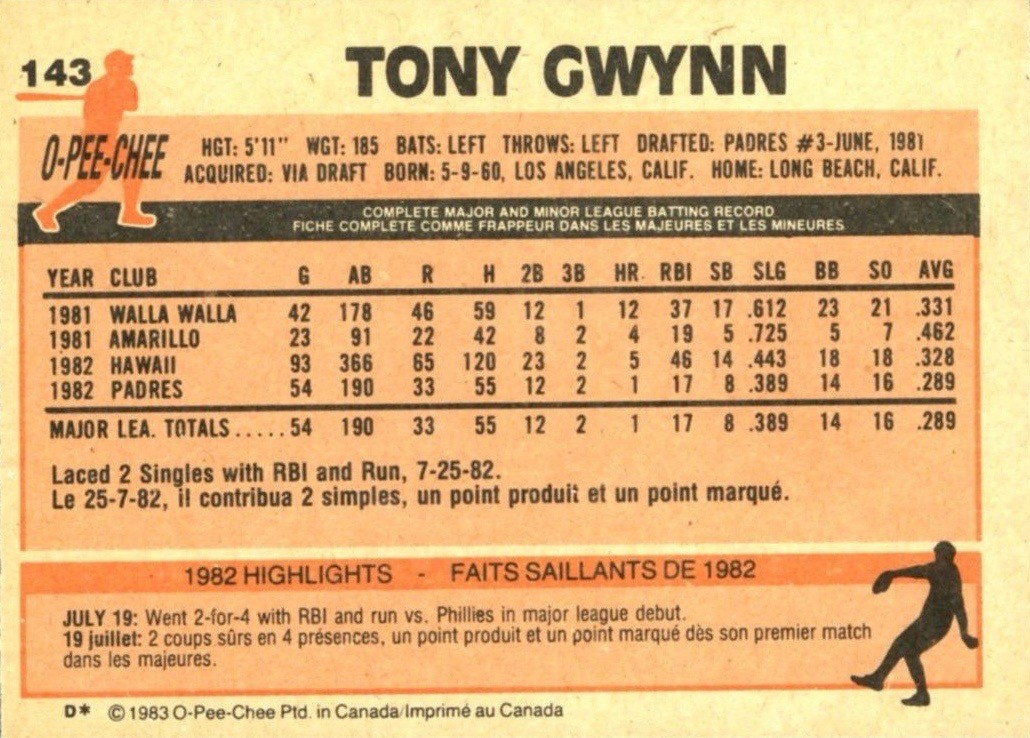 143
TONY GWYNN
O-PEE-CHEE
HGT: 5'11" WGT: 185 BATS: LEFT THROWS: LEFT DRAFTED: PADRES #3-JUNE, 1981
ACQUIRED: VIA DRAFT BORN: 5-9-60, LOS ANGELES, CALIF. HOME: LONG BEACH, CALIF.
COMPLETE MAJOR AND MINOR LEAGUE BATTING RECORD
FICHE COMPLETE COMME FRAPPEUR DANS LES MAJEURES ET LES MINEURES
YEAR CLUB G AB R H 2B 3B HR. RBI SB SLG BB SO AVG
1981 WALLA WALLA 42 178 46 59 12 1 12 37 17 .612 23 21 .331
1981 AMARILLO 23 91 22 42 8 2 4 19 5 .725 5 7 .462
1982 HAWAII 93 366 65 120 23 2 5 46 14 .443 18 18 .328
1982 PADRES 54 190 33 55 12 2 1 17 8 .389 14 16 .289
MAJOR LEA. TOTALS.....54 190 33 55 12 2 1 17 8 .389 14 16 .289
Laced 2 Singles with RBI and Run, 7-25-82.
Le 25-7-82, il contribua 2 simples, un point produit et un point marqué.
1982 HIGHLIGHTS - FAITS SAILLANTS DE 1982
JULY 19: Went 2-for-4 with RBI and run vs. Phillies in major league debut.
19 juillet: 2 coups sûrs en 4 présences, un point produit et un point marqué dès son premier match
dans les majeures.
D* © 1983 O-Pee-Chee Ptd. in Canada/Imprimé au Canada